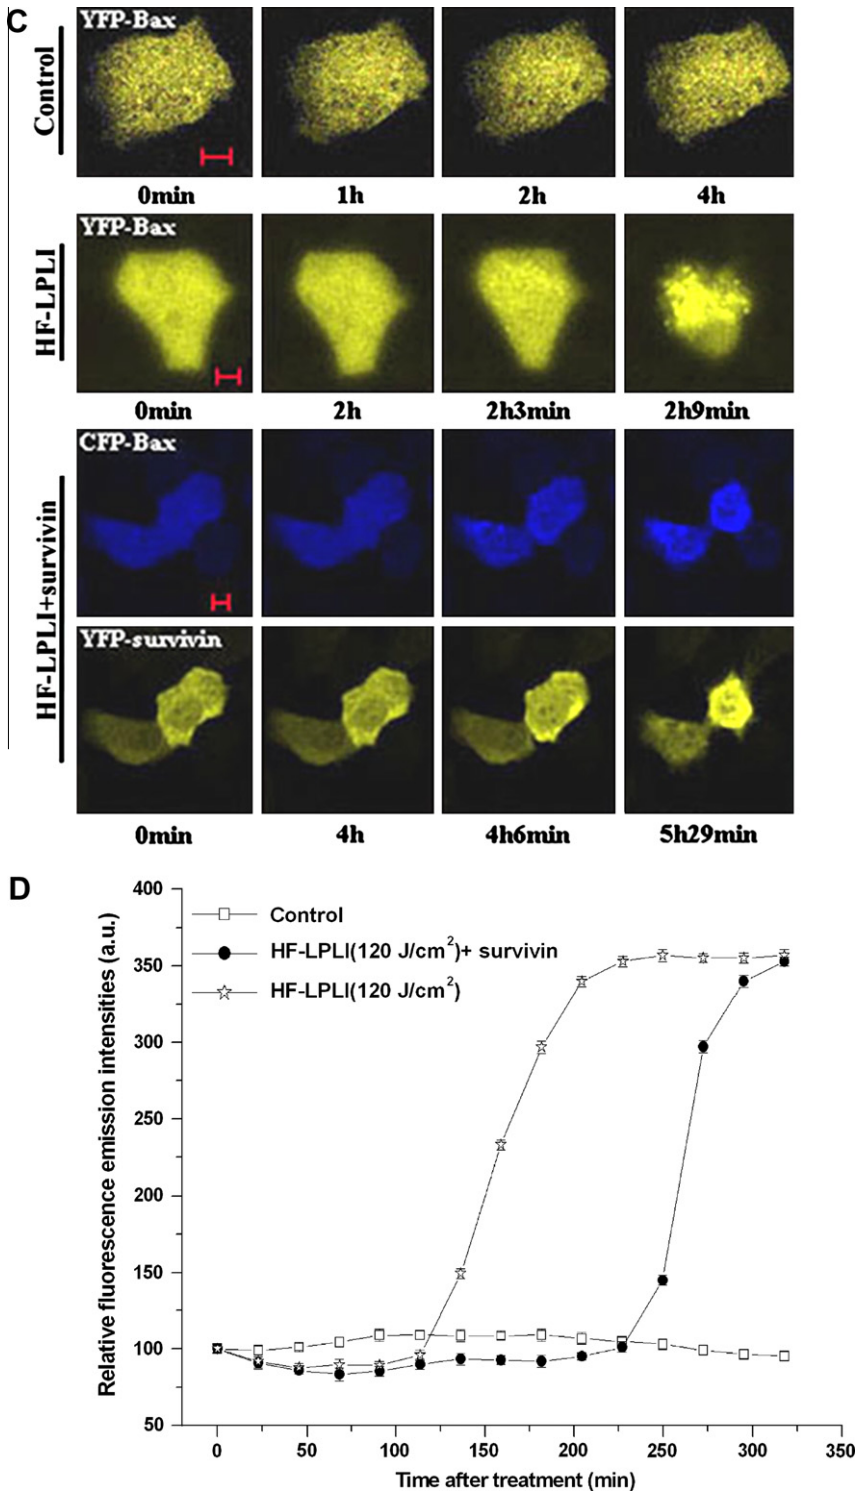 C
YFP-Bax
Control
0min 1h 2h 4h
YFP-Bax
HF-LPLI
0min 2h 2h3min 2h9min
CFP-Bax
HF-LPLI+survivin
YFP-survivin
0min 4h 4h6min 5h29min
D
Control
HF-LPLI(120 J/cm²)+ survivin
HF-LPLI(120 J/cm²)
Relative fluorescence emission intensities (a.u.)
400
350
300
250
200
150
100
50
0 50 100 150 200 250 300 350
Time after treatment (min)